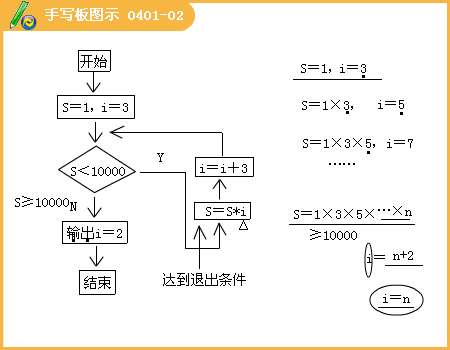 手写板图示 0401-02
开始
S=1，i=3
S<10000
Y
S≥10000
N
输出i=2
结束
i=i+3
S=S*i
达到退出条件
S=1，i=3
S=1×3， i=5
S=1×3×5，i=7
……
S=1×3×5×…×n
≥10000
i=n+2
i=n